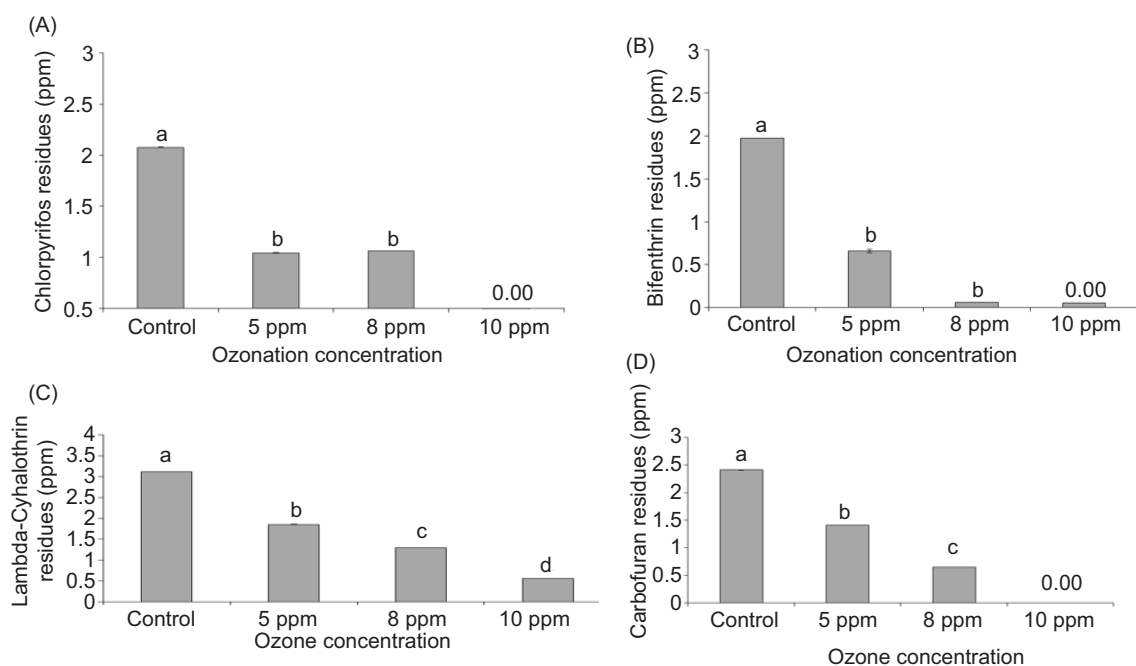 (A)
Chlorpyrifos residues (ppm)
3
2.5
2
1.5
1
0.5
a
b
b
0.00
Control
5 ppm
8 ppm
10 ppm
Ozonation concentration
(B)
Bifenthrin residues (ppm)
3
2.5
2
1.5
1
0.5
0
a
b
b
0.00
Control
5 ppm
8 ppm
10 ppm
Ozonation concentration
(C)
Lambda-Cyhalothrin
residues (ppm)
4
3.5
3
2.5
2
1.5
1
0.5
0
a
b
c
d
Control
5 ppm
8 ppm
10 ppm
Ozone concentration
(D)
Carbofuran residues (ppm)
3
2.5
2
1.5
1
0.5
0
a
b
c
0.00
Control
5 ppm
8 ppm
10 ppm
Ozone concentration